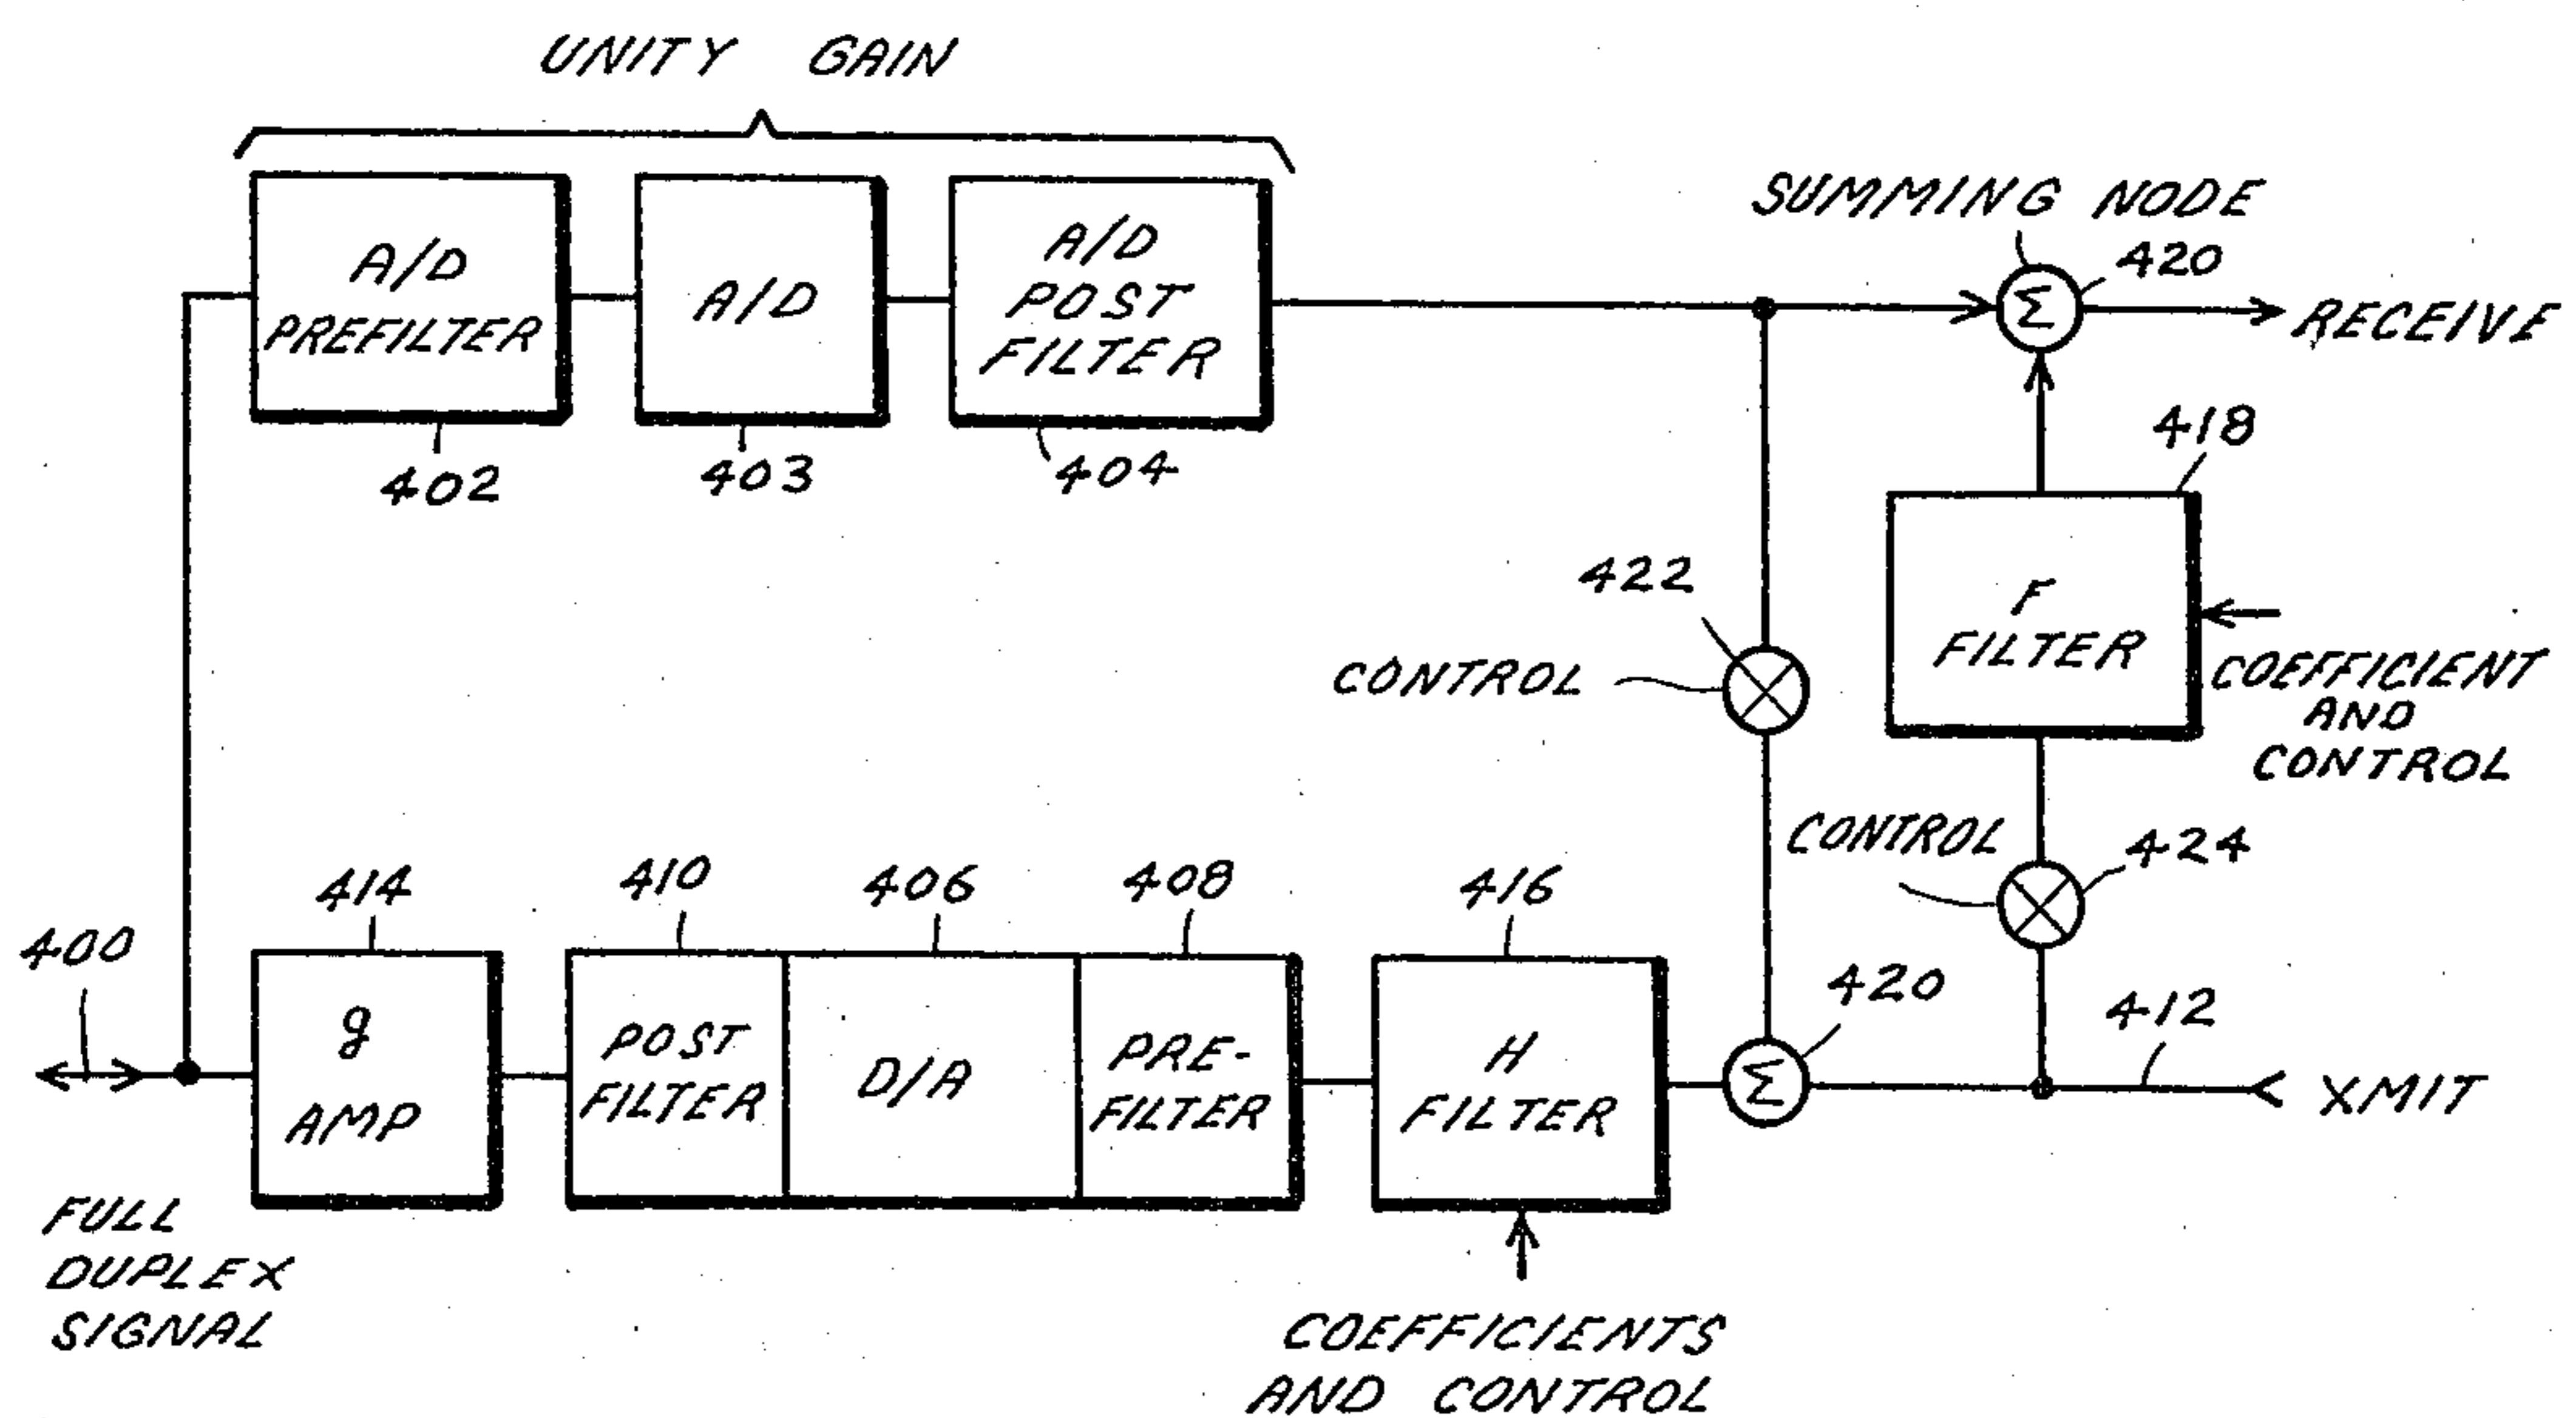 UNITY GAIN
A/D
PREFILTER
402
A/D
403
A/D
POST
FILTER
404
SUMMING NODE
420
RECEIVE
418
F
FILTER
COEFFICIENT
AND
CONTROL
422
CONTROL
CONTROL
424
400
FULL
DUPLEX
SIGNAL
414
g
AMP
410
POST
FILTER
406
D/A
408
PRE-
FILTER
416
H
FILTER
COEFFICIENTS
AND CONTROL
420
Σ
Σ
412
XMIT